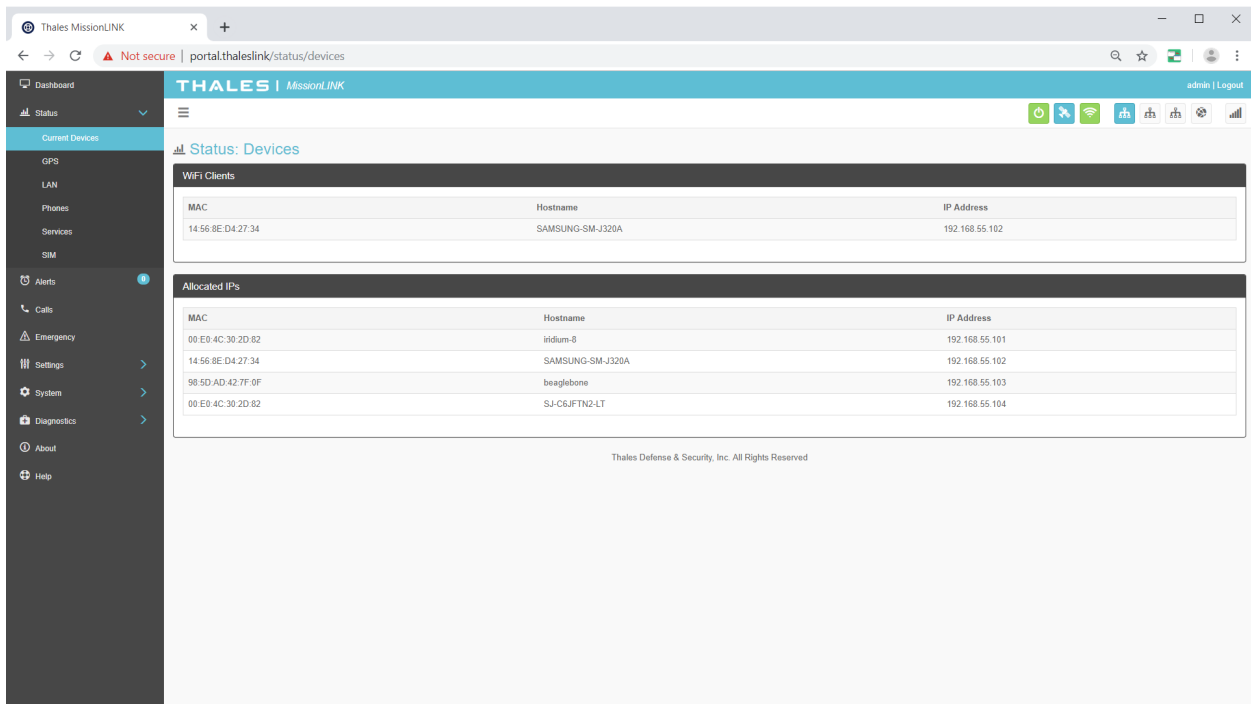 Thales MissionLINK
Not secure | portal.thaleslink/status/devices
Dashboard
THALES | MissionLINK
admin | Logout
Status
Current Devices
GPS
LAN
Phones
Services
SIM
Alerts
0
Calls
Emergency
Settings
System
Diagnostics
About
Help
Status: Devices
WiFi Clients
MAC Hostname IP Address
14:56:8E:D4:27:34 SAMSUNG-SM-J320A 192.168.55.102
Allocated IPs
MAC Hostname IP Address
00:E0:4C:30:2D:82 iridium-8 192.168.55.101
14:56:8E:D4:27:34 SAMSUNG-SM-J320A 192.168.55.102
98:5D:AD:42:7F:0F beaglebone 192.168.55.103
00:E0:4C:30:2D:82 SJ-C6JFTN2-LT 192.168.55.104
Thales Defense & Security, Inc. All Rights Reserved